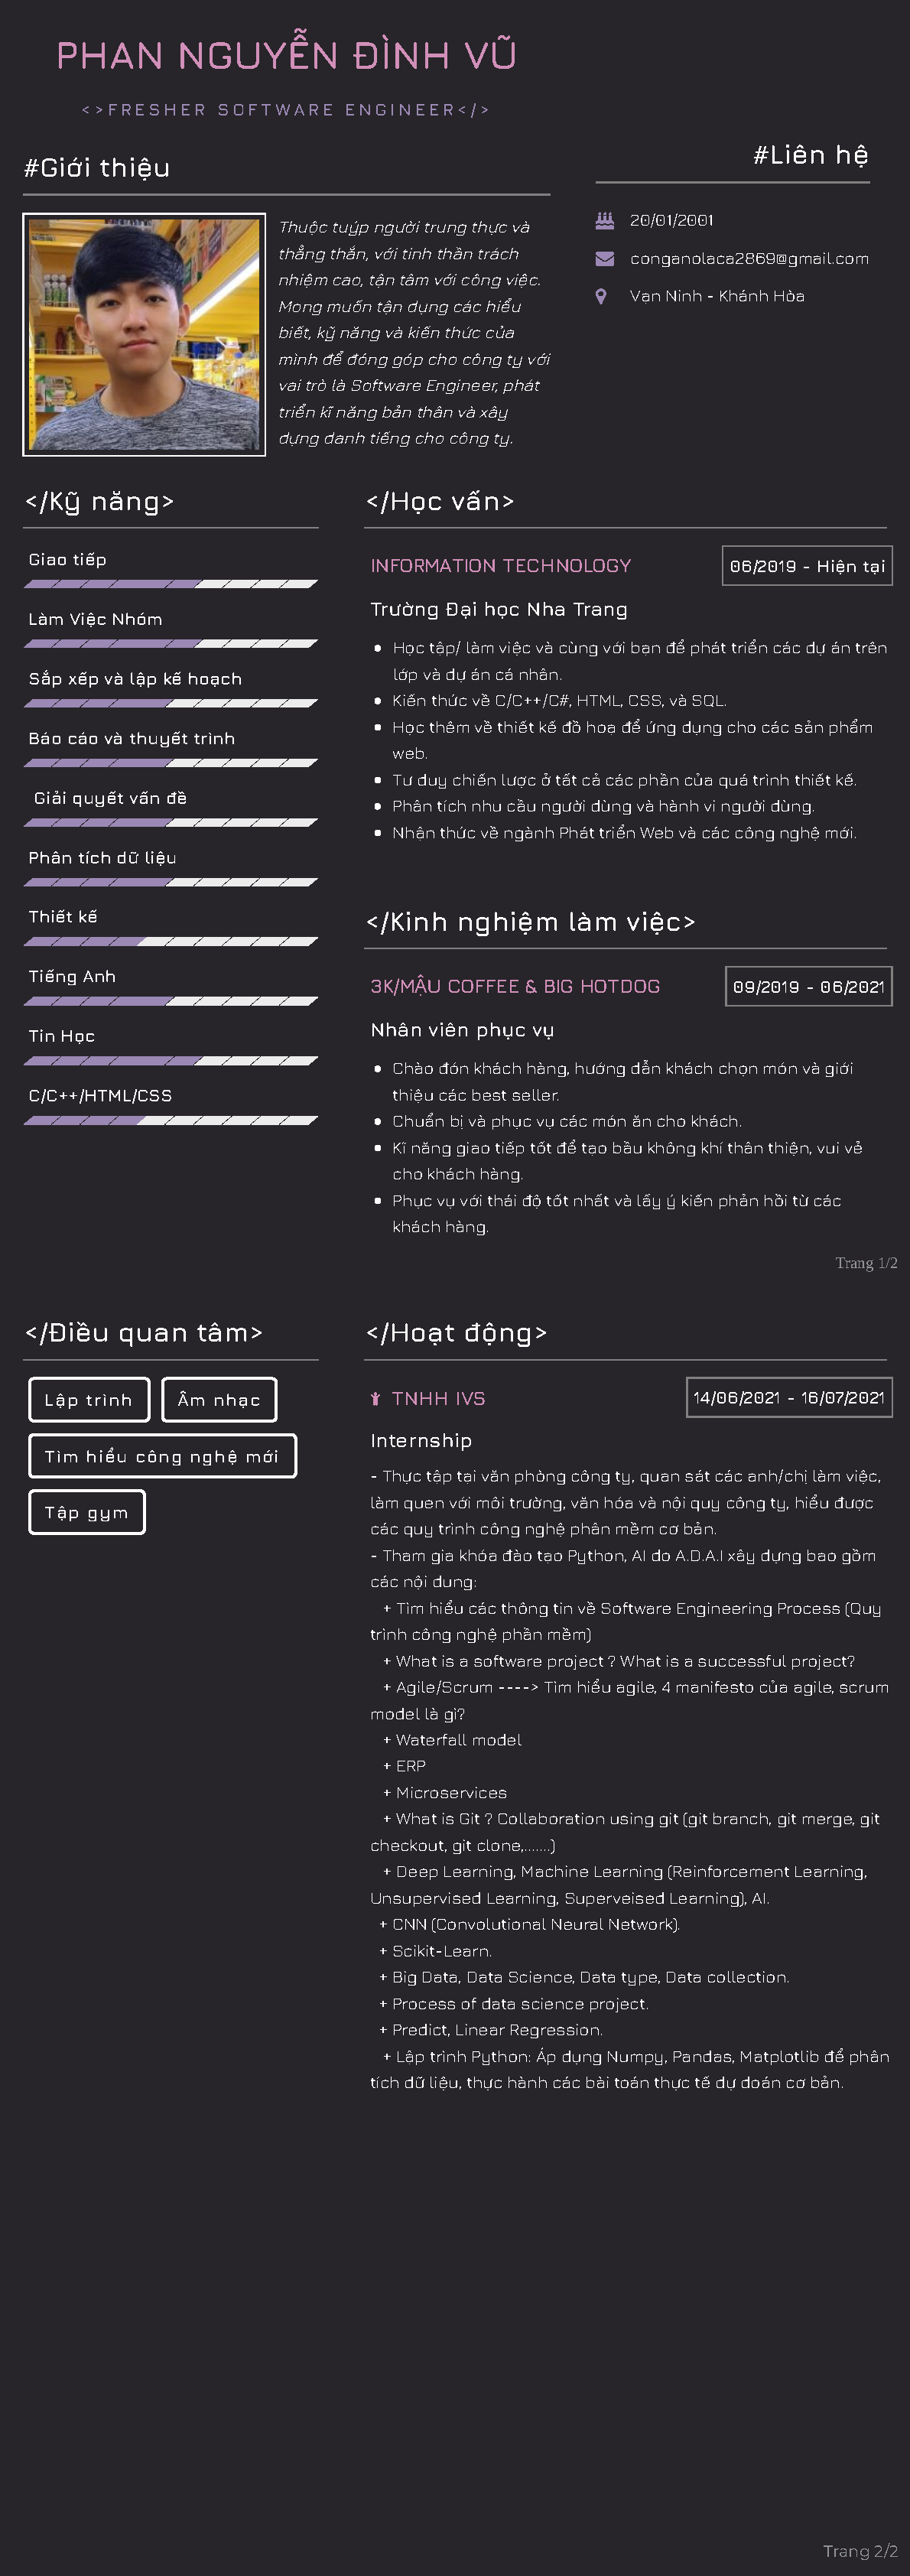 PHAN NGUYỄN ĐÌNH VŨ
<>FRESHER SOFTWARE ENGINEER</>
#Giới thiệu
Thuộc tuýp người trung thực và
thẳng thắn, với tinh thần trách
nhiệm cao, tận tâm với công việc.
Mong muốn tận dụng các hiểu
biết, kỹ năng và kiến thức của
mình để đóng góp cho công ty với
vai trò là Software Engineer, phát
triển kĩ năng bản thân và xây
dựng danh tiếng cho công ty.
#Liên hệ
20/01/2001
conganolaca2869@gmail.com
Vạn Ninh - Khánh Hòa
</Kỹ năng>
Giao tiếp
Làm Việc Nhóm
Sắp xếp và lập kế hoạch
Báo cáo và thuyết trình
Giải quyết vấn đề
Phân tích dữ liệu
Thiết kế
Tiếng Anh
Tin Học
C/C++/HTML/CSS
</Học vấn>
INFORMATION TECHNOLOGY
06/2019 - Hiện tại
Trường Đại học Nha Trang
• Học tập/ làm việc và cùng với bạn để phát triển các dự án trên
lớp và dự án cá nhân.
• Kiến thức về C/C++/C#, HTML, CSS, và SQL.
• Học thêm về thiết kế đồ hoạ để ứng dụng cho các sản phẩm
web.
• Tư duy chiến lược ở tất cả các phần của quá trình thiết kế.
• Phân tích nhu cầu người dùng và hành vi người dùng.
• Nhận thức về ngành Phát triển Web và các công nghệ mới.
</Kinh nghiệm làm việc>
3K/MẬU COFFEE & BIG HOTDOG
09/2019 - 06/2021
Nhân viên phục vụ
• Chào đón khách hàng, hướng dẫn khách chọn món và giới
thiệu các best seller.
• Chuẩn bị và phục vụ các món ăn cho khách.
• Kĩ năng giao tiếp tốt để tạo bầu không khí thân thiện, vui vẻ
cho khách hàng.
• Phục vụ với thái độ tốt nhất và lấy ý kiến phản hồi từ các
khách hàng.
Trang 1/2
</Điều quan tâm>
Lập trình
Âm nhạc
Tìm hiểu công nghệ mới
Tập gym
</Hoạt động>
TNHH IVS
14/06/2021 - 16/07/2021
Internship
- Thực tập tại văn phòng công ty, quan sát các anh/chị làm việc,
làm quen với môi trường, văn hóa và nội quy công ty, hiểu được
các quy trình công nghệ phân mềm cơ bản.
- Tham gia khóa đào tạo Python, AI do A.D.A.I xây dựng bao gồm
các nội dung:
+ Tìm hiểu các thông tin về Software Engineering Process (Quy
trình công nghệ phần mềm)
+ What is a software project ? What is a successful project?
+ Agile/Scrum ----> Tìm hiểu agile, 4 manifesto của agile, scrum
model là gì?
+ Waterfall model
+ ERP
+ Microservices
+ What is Git ? Collaboration using git (git branch, git merge, git
checkout, git clone,.......)
+ Deep Learning, Machine Learning (Reinforcement Learning,
Unsupervised Learning, Superveised Learning), AI.
+ CNN (Convolutional Neural Network).
+ Scikit-Learn.
+ Big Data, Data Science, Data type, Data collection.
+ Process of data science project.
+ Predict, Linear Regression.
+ Lập trình Python: Áp dụng Numpy, Pandas, Matplotlib để phân
tích dữ liệu, thực hành các bài toán thực tế dự đoán cơ bản.
Trang 2/2